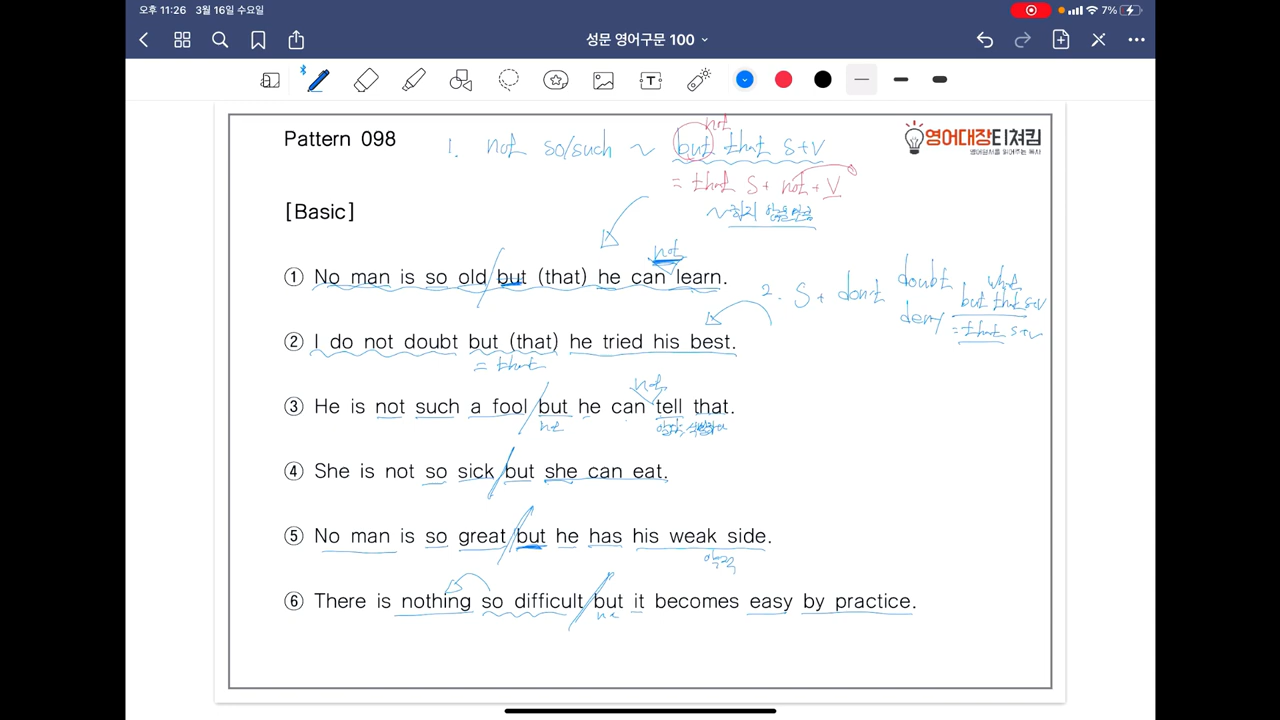 오후 11:26 3월 16일 수요일
7%
성문 영어구문 100
Pattern 098
1. not so/such ~ but that S+V
not
영어대장티쳐킴
= that S + not + V
~하지 않을만큼
[Basic]
not
① No man is so old but (that) he can learn.
2. S + don't doubt
deny
but that S+V
= that S+V
② I do not doubt but (that) he tried his best.
= that
not
③ He is not such a fool but he can tell that.
④ She is not so sick but she can eat.
⑤ No man is so great but he has his weak side.
약점
⑥ There is nothing so difficult but it becomes easy by practice.